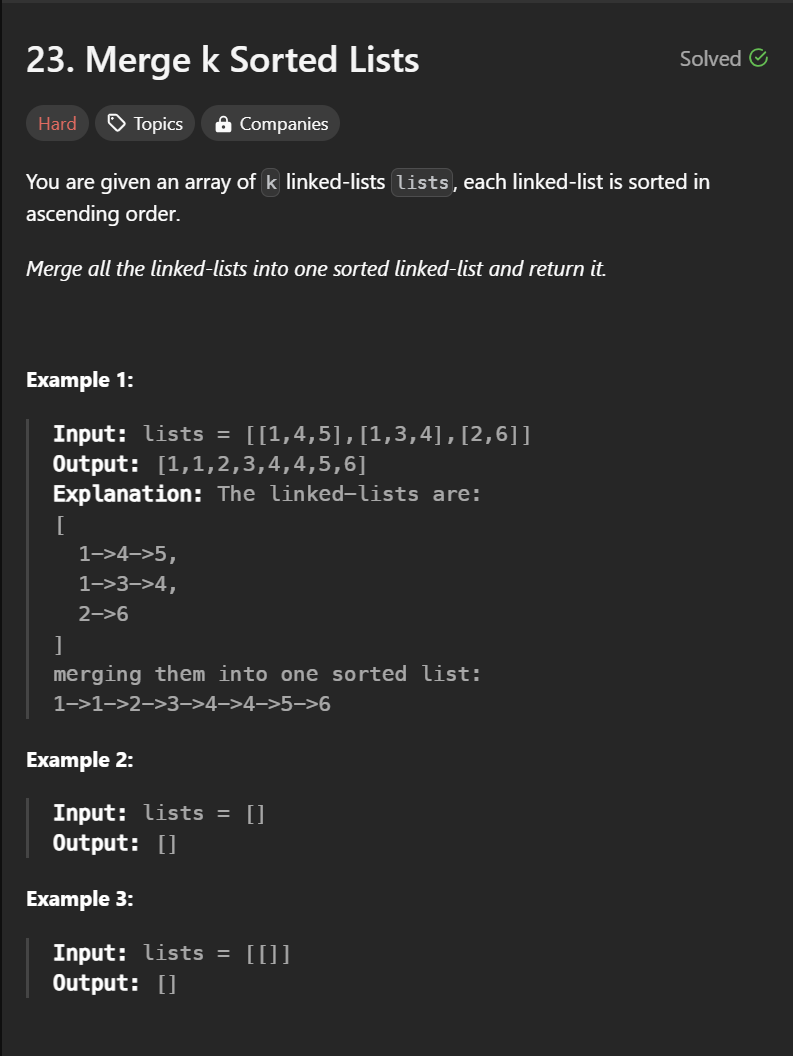 23. Merge k Sorted Lists
Solved
Hard
Topics
Companies
You are given an array of k linked-lists lists, each linked-list is sorted in
ascending order.
Merge all the linked-lists into one sorted linked-list and return it.
Example 1:
Input: lists = [[1,4,5],[1,3,4],[2,6]]
Output: [1,1,2,3,4,4,5,6]
Explanation: The linked-lists are:
[
  1->4->5,
  1->3->4,
  2->6
]
merging them into one sorted list:
1->1->2->3->4->4->5->6
Example 2:
Input: lists = []
Output: []
Example 3:
Input: lists = [[]]
Output: []